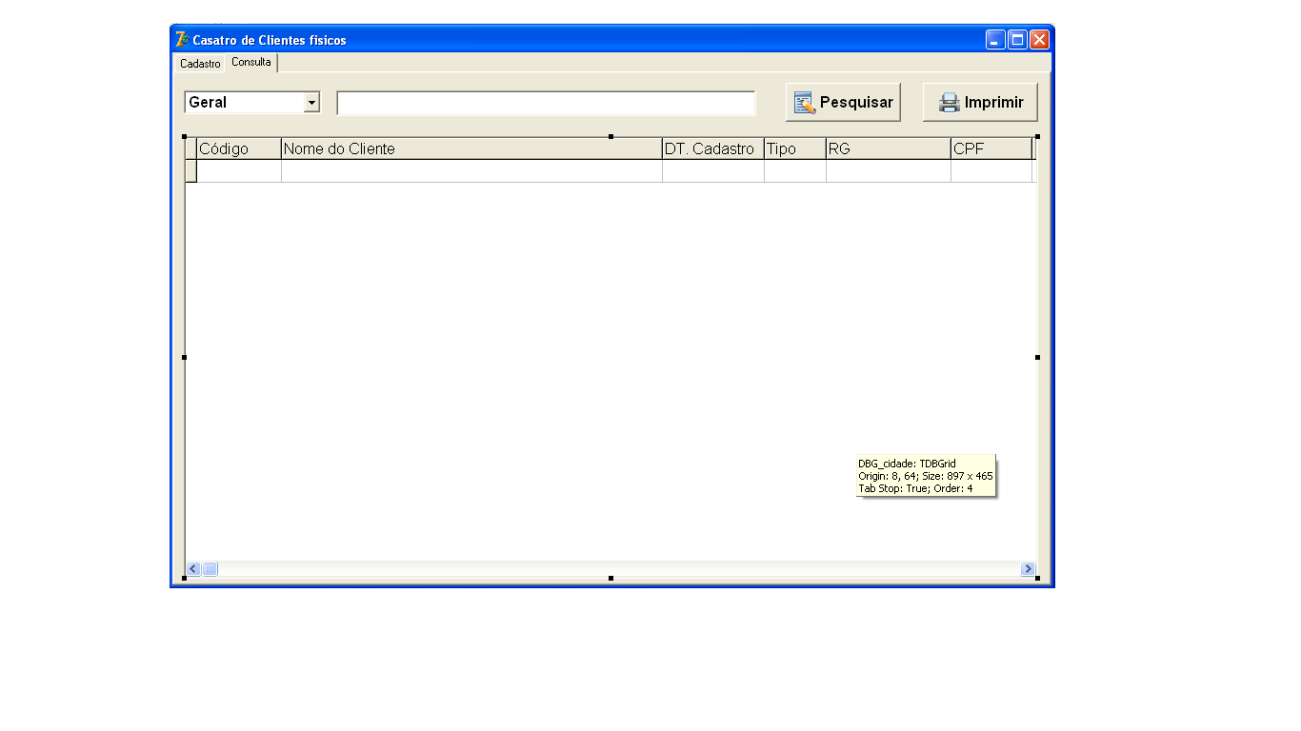 Casatro de Clientes fisicos
Cadastro Consulta
Geral Pesquisar Imprimir
Código Nome do Cliente DT. Cadastro Tipo RG CPF
DBG_cidade: TDBGrid
Origin: 8, 64; Size: 897 x 465
Tab Stop: True; Order: 4